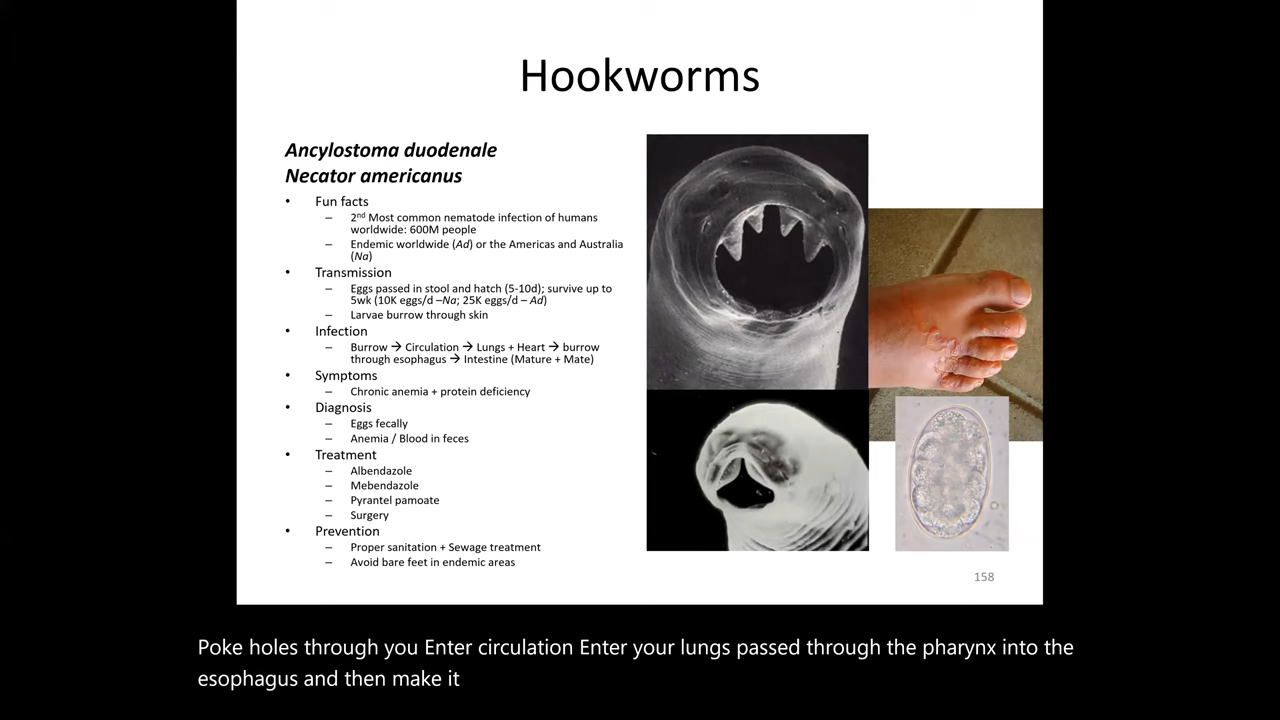 Hookworms
Ancylostoma duodenale
Necator americanus
• Fun facts
– 2nd Most common nematode infection of humans
worldwide: 600M people
– Endemic worldwide (Ad) or the Americas and Australia
(Na)
• Transmission
– Eggs passed in stool and hatch (5-10d); survive up to
5wk (10K eggs/d –Na; 25K eggs/d – Ad)
– Larvae burrow through skin
• Infection
– Burrow → Circulation → Lungs + Heart → burrow
through esophagus → Intestine (Mature + Mate)
• Symptoms
– Chronic anemia + protein deficiency
• Diagnosis
– Eggs fecally
– Anemia / Blood in feces
• Treatment
– Albendazole
– Mebendazole
– Pyrantel pamoate
– Surgery
• Prevention
– Proper sanitation + Sewage treatment
– Avoid bare feet in endemic areas
158
Poke holes through you Enter circulation Enter your lungs passed through the pharynx into the
esophagus and then make it